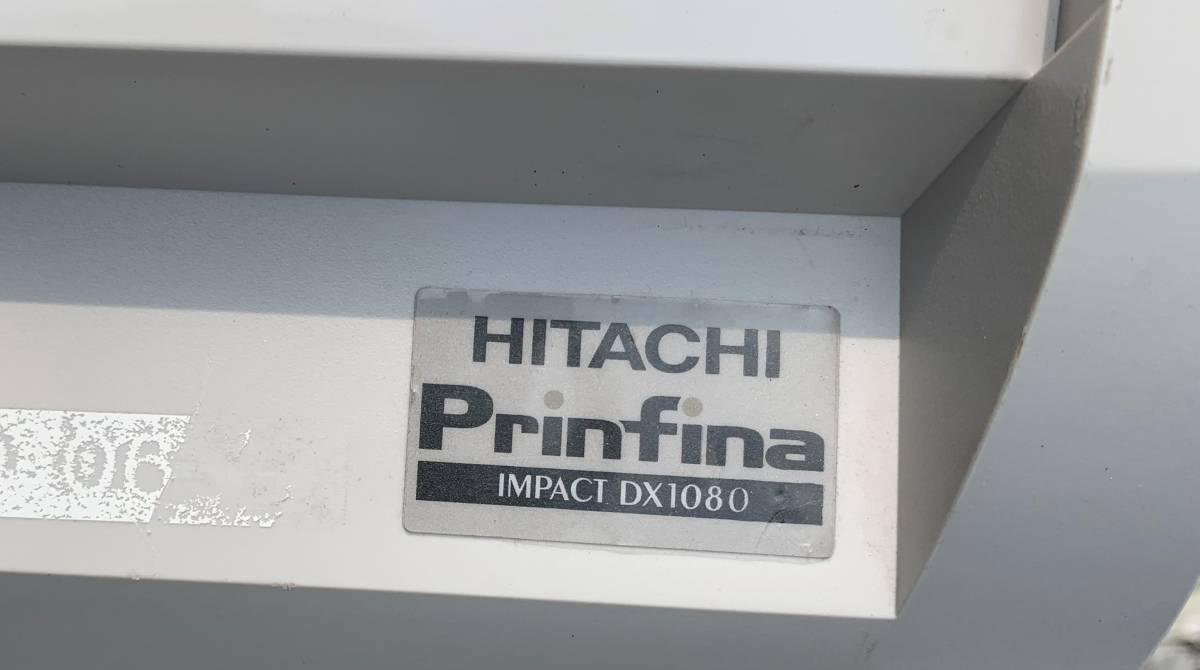 HITACHI
Prinfina
IMPACT DX1080